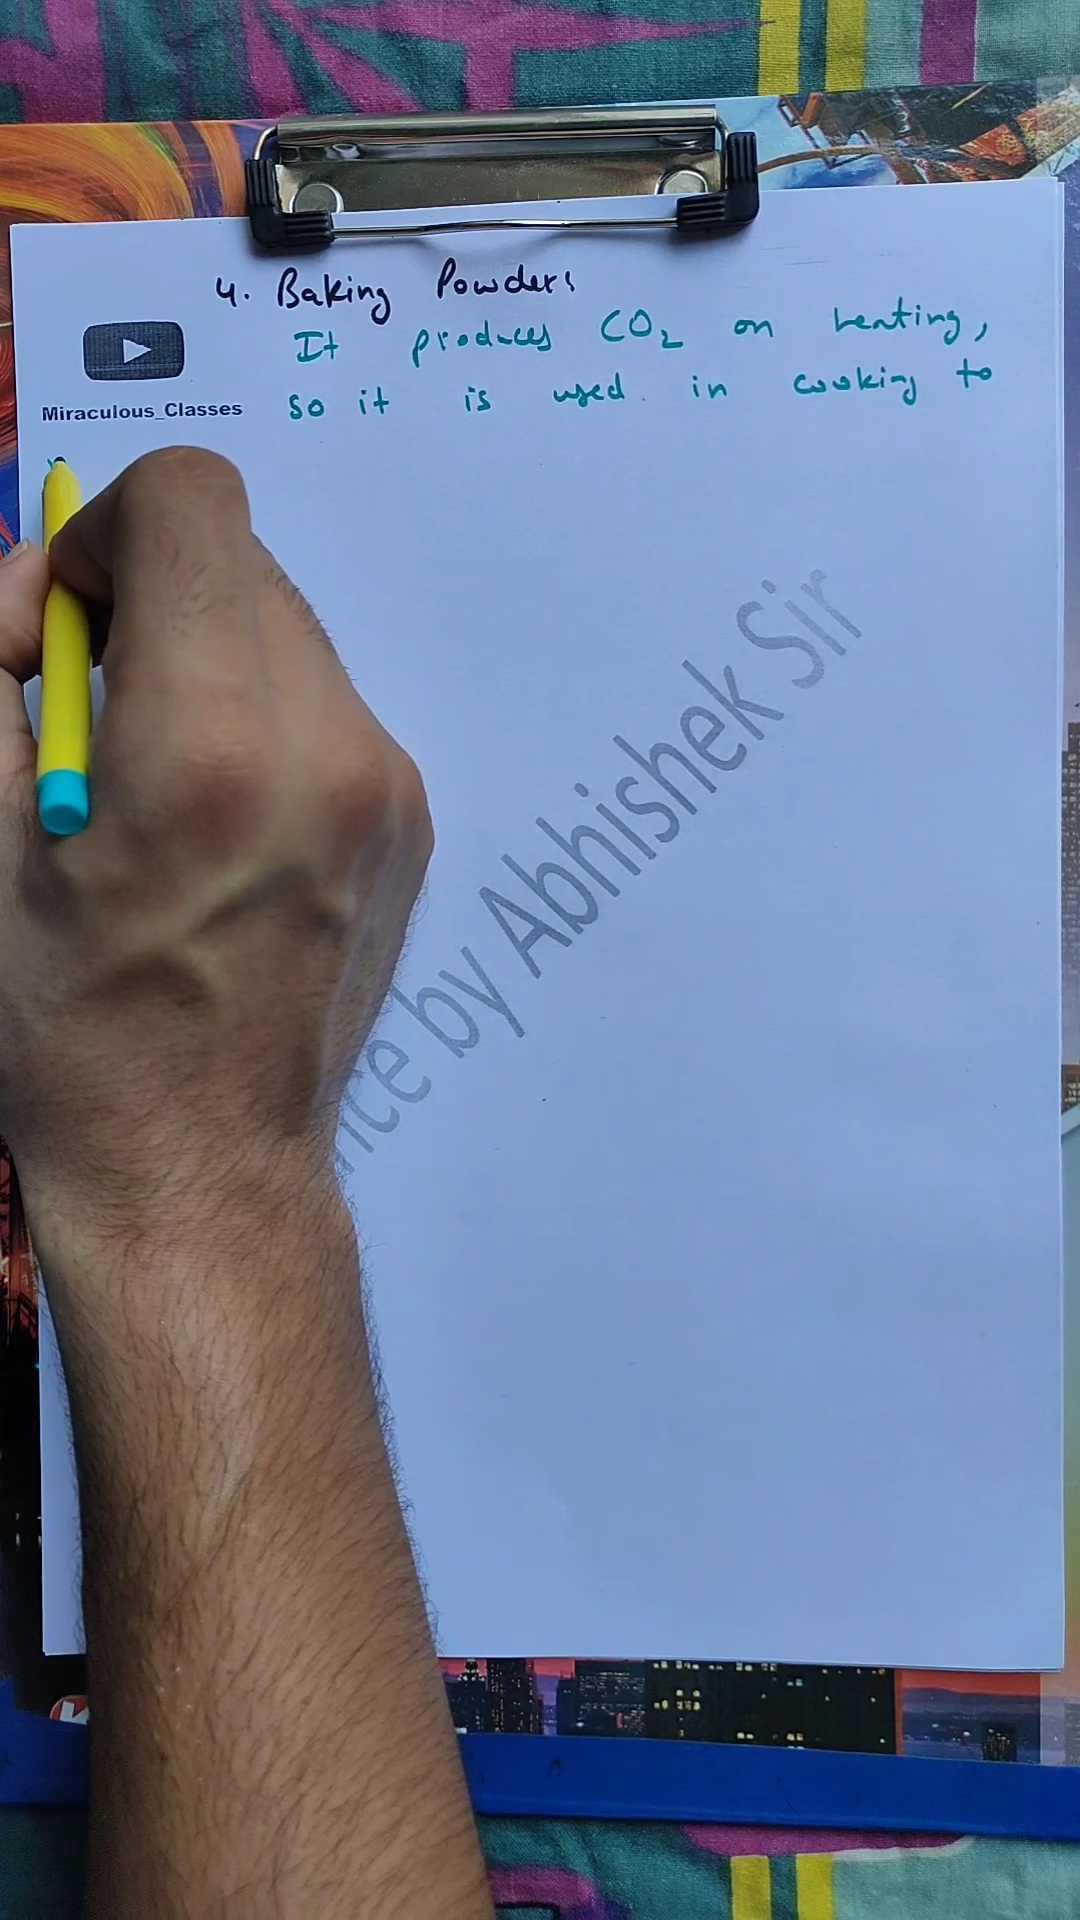 4. Baking Powder:
It produces CO₂ on heating,
Miraculous_Classes
so it is used in cooking to
ce by Abhishek Sir